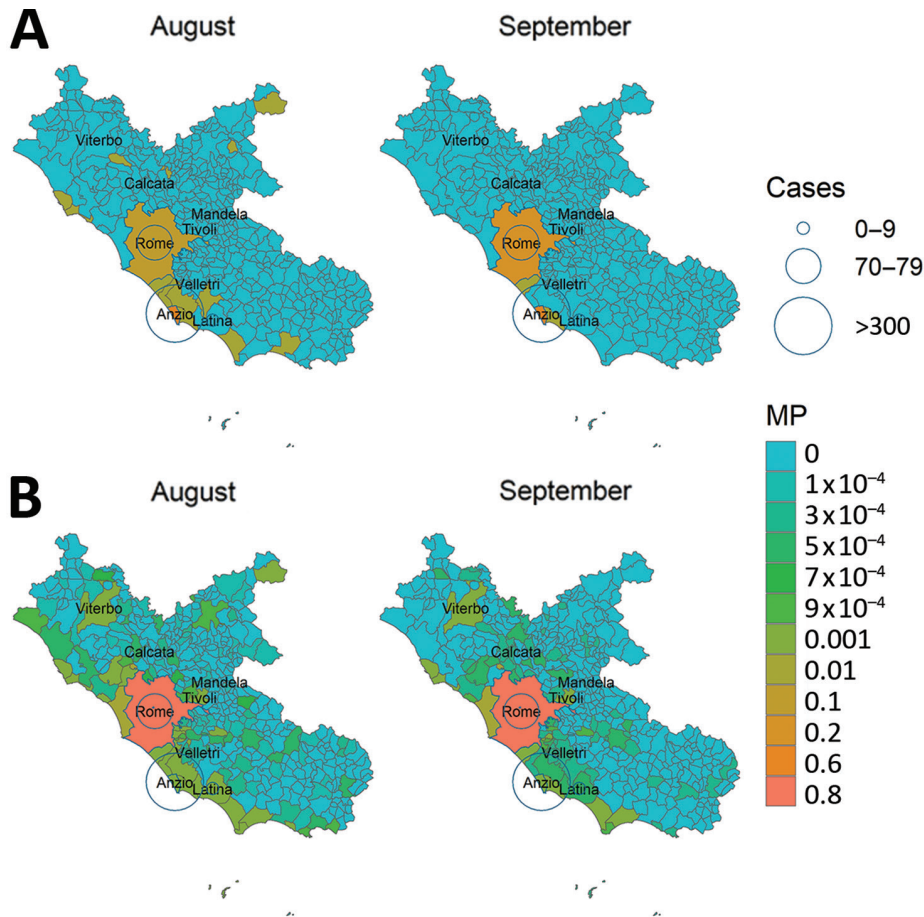 A
August
September
Viterbo
Calcata
Mandela
Tivoli
Rome
Velletri
Anzio
Latina
Viterbo
Calcata
Mandela
Tivoli
Rome
Velletri
Anzio
Latina
Cases
0–9
70–79
>300
MP
0
1x10⁻⁴
3x10⁻⁴
5x10⁻⁴
7x10⁻⁴
9x10⁻⁴
0.001
0.01
0.1
0.2
0.6
0.8
B
August
September
Viterbo
Calcata
Mandela
Tivoli
Rome
Velletri
Anzio
Latina
Viterbo
Calcata
Mandela
Tivoli
Rome
Velletri
Anzio
Latina